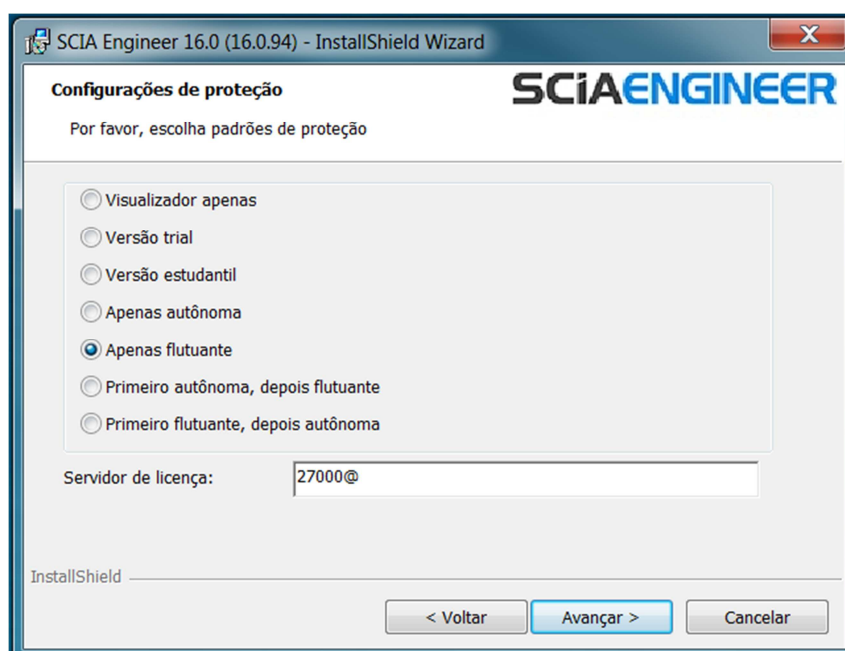 SCIA Engineer 16.0 (16.0.94) - InstallShield Wizard
X
Configurações de proteção
SCiAENGINEER
Por favor, escolha padrões de proteção
Visualizador apenas
Versão trial
Versão estudantil
Apenas autônoma
Apenas flutuante
Primeiro autônoma, depois flutuante
Primeiro flutuante, depois autônoma
Servidor de licença: 27000@
InstallShield
< Voltar Avançar > Cancelar